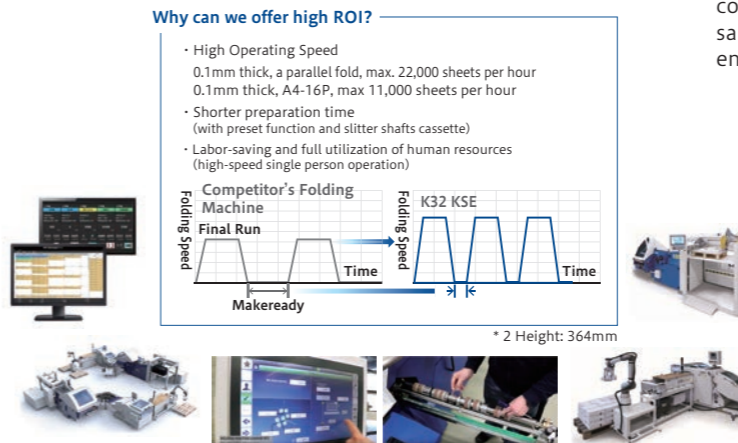 Why can we offer high ROI?
・High Operating Speed
0.1mm thick, a parallel fold, max. 22,000 sheets per hour
0.1mm thick, A4-16P, max 11,000 sheets per hour
・Shorter preparation time
(with preset function and slitter shafts cassette)
・Labor-saving and full utilization of human resources
(high-speed single person operation)
Folding Speed
Competitor's Folding
Machine
Final Run
Time
Makeready
Folding Speed
K32 KSE
Time
* 2 Height: 364mm
co
sa
en